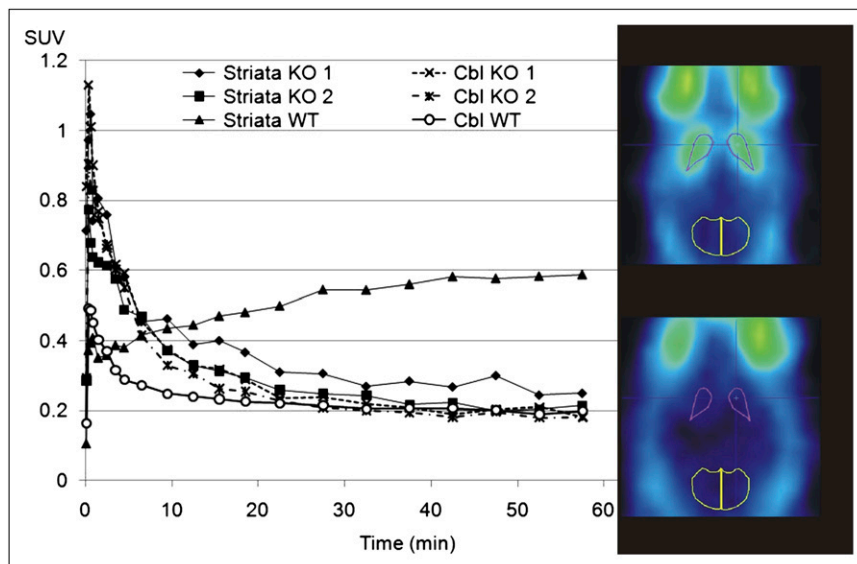 SUV
1.2
1
0.8
0.6
0.4
0.2
0
Striata KO 1
Striata KO 2
Striata WT
Cbl KO 1
Cbl KO 2
Cbl WT
0 10 20 30 40 50 60
Time (min)